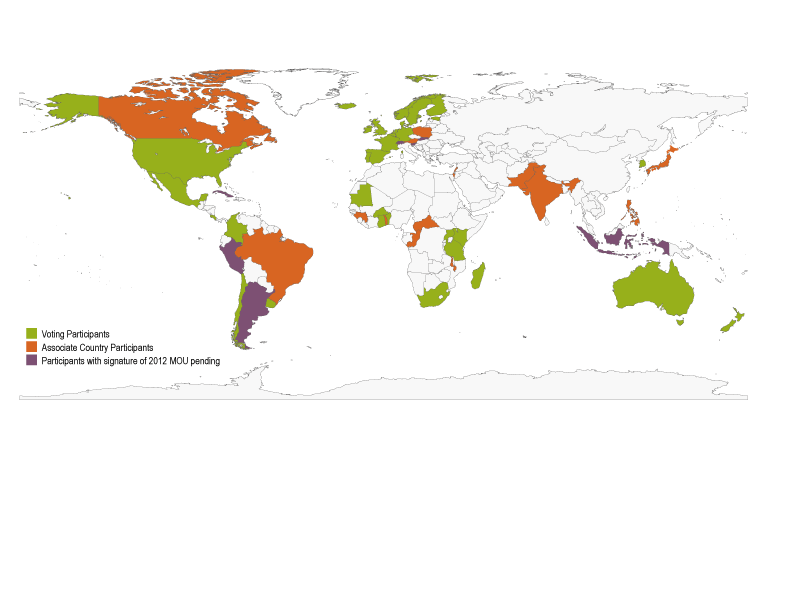 Voting Participants
Associate Country Participants
Participants with signature of 2012 MOU pending